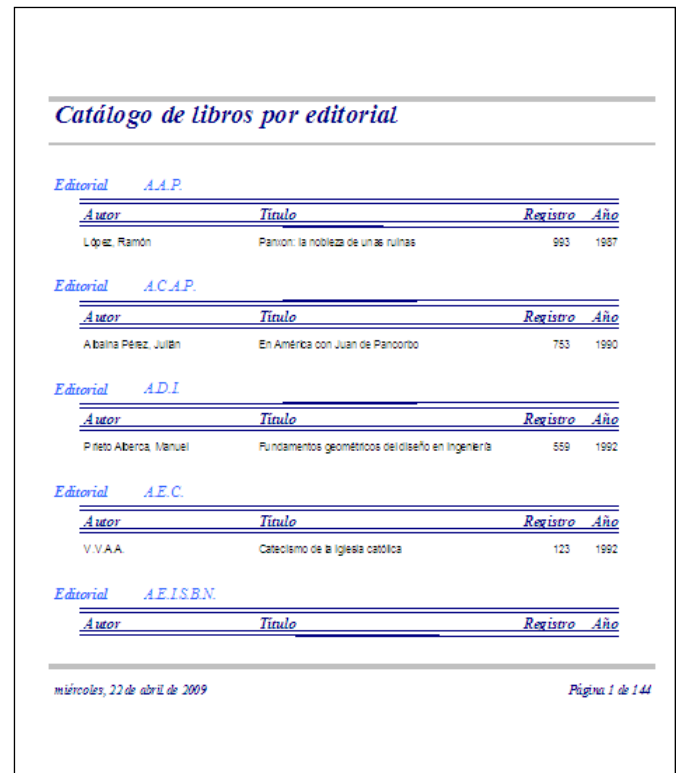 Catálogo de libros por editorial
Editorial A.A.P.
Autor Título Registro Año
López, Ramón Panxon: la nobleza de unas ruinas 993 1987
Editorial A.C.A.P.
Autor Título Registro Año
Albaina Pérez, Julián En América con Juan de Pancorbo 753 1990
Editorial A.D.I.
Autor Título Registro Año
Prieto Alberca, Manuel Fundamentos geométricos del diseño en ingeniería 559 1992
Editorial A.E.C.
Autor Título Registro Año
V.V.A.A. Catecismo de la iglesia católica 123 1992
Editorial A.E.I.S.B.N.
Autor Título Registro Año
miércoles, 22 de abril de 2009 Página 1 de 144